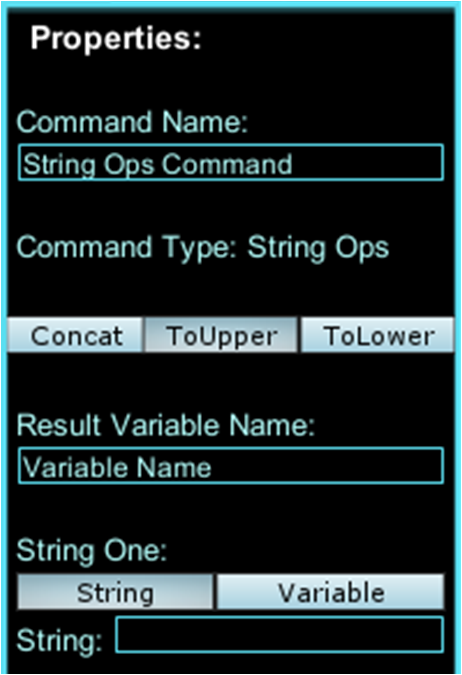 Properties:
Command Name:
String Ops Command
Command Type: String Ops
Concat ToUpper ToLower
Result Variable Name:
Variable Name
String One:
String Variable
String: